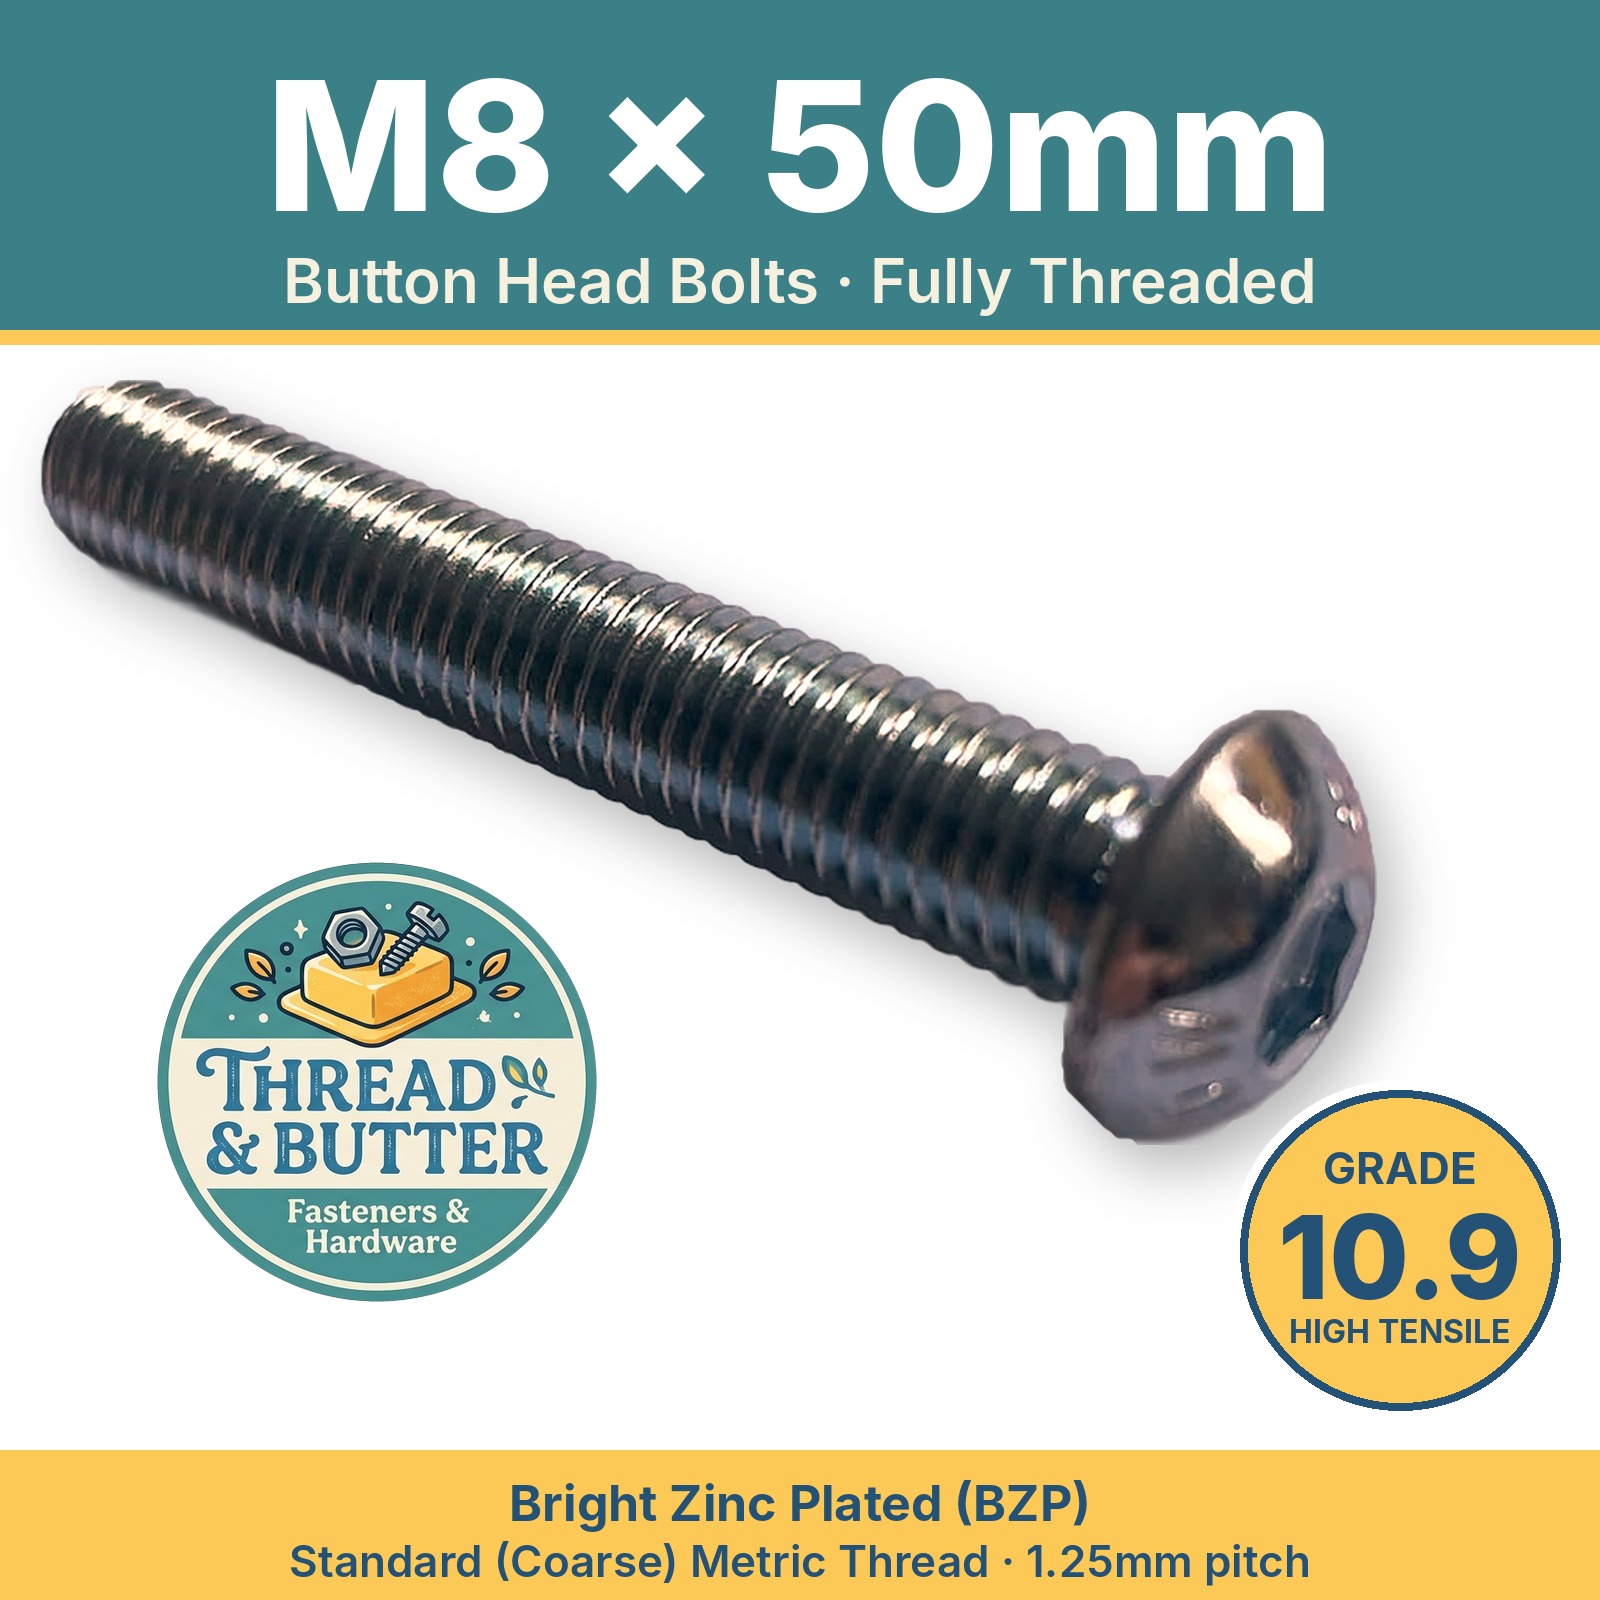 M8 × 50mm
Button Head Bolts · Fully Threaded
THREAD
& BUTTER
Fasteners &
Hardware
GRADE
10.9
HIGH TENSILE
Bright Zinc Plated (BZP)
Standard (Coarse) Metric Thread · 1.25mm pitch